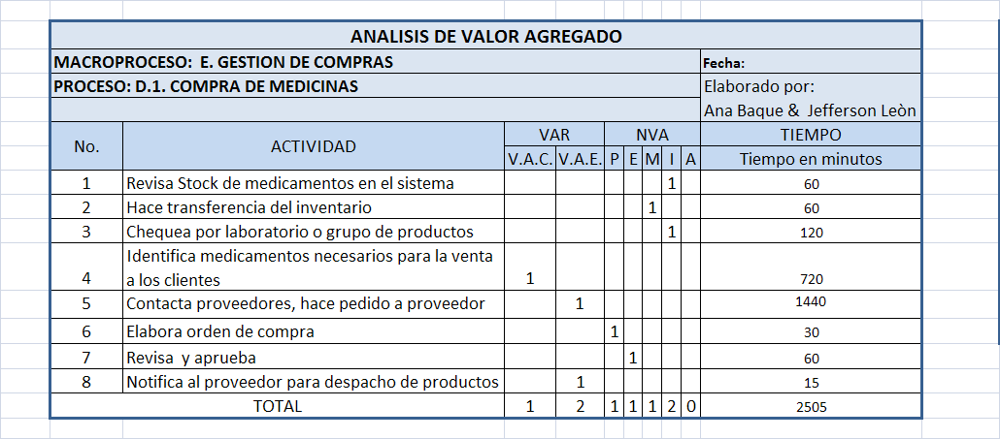 ANALISIS DE VALOR AGREGADO
MACROPROCESO: E. GESTION DE COMPRAS
Fecha:
PROCESO: D.1. COMPRA DE MEDICINAS
Elaborado por:
Ana Baque & Jefferson Leòn
No. ACTIVIDAD VAR NVA TIEMPO
V.A.C. V.A.E. P E M I A Tiempo en minutos
1 Revisa Stock de medicamentos en el sistema 1 60
2 Hace transferencia del inventario 1 60
3 Chequea por laboratorio o grupo de productos 1 120
4 Identifica medicamentos necesarios para la venta
a los clientes 1 720
5 Contacta proveedores, hace pedido a proveedor 1 1440
6 Elabora orden de compra 1 30
7 Revisa y aprueba 1 60
8 Notifica al proveedor para despacho de productos 1 15
TOTAL 1 2 1 1 1 2 0 2505